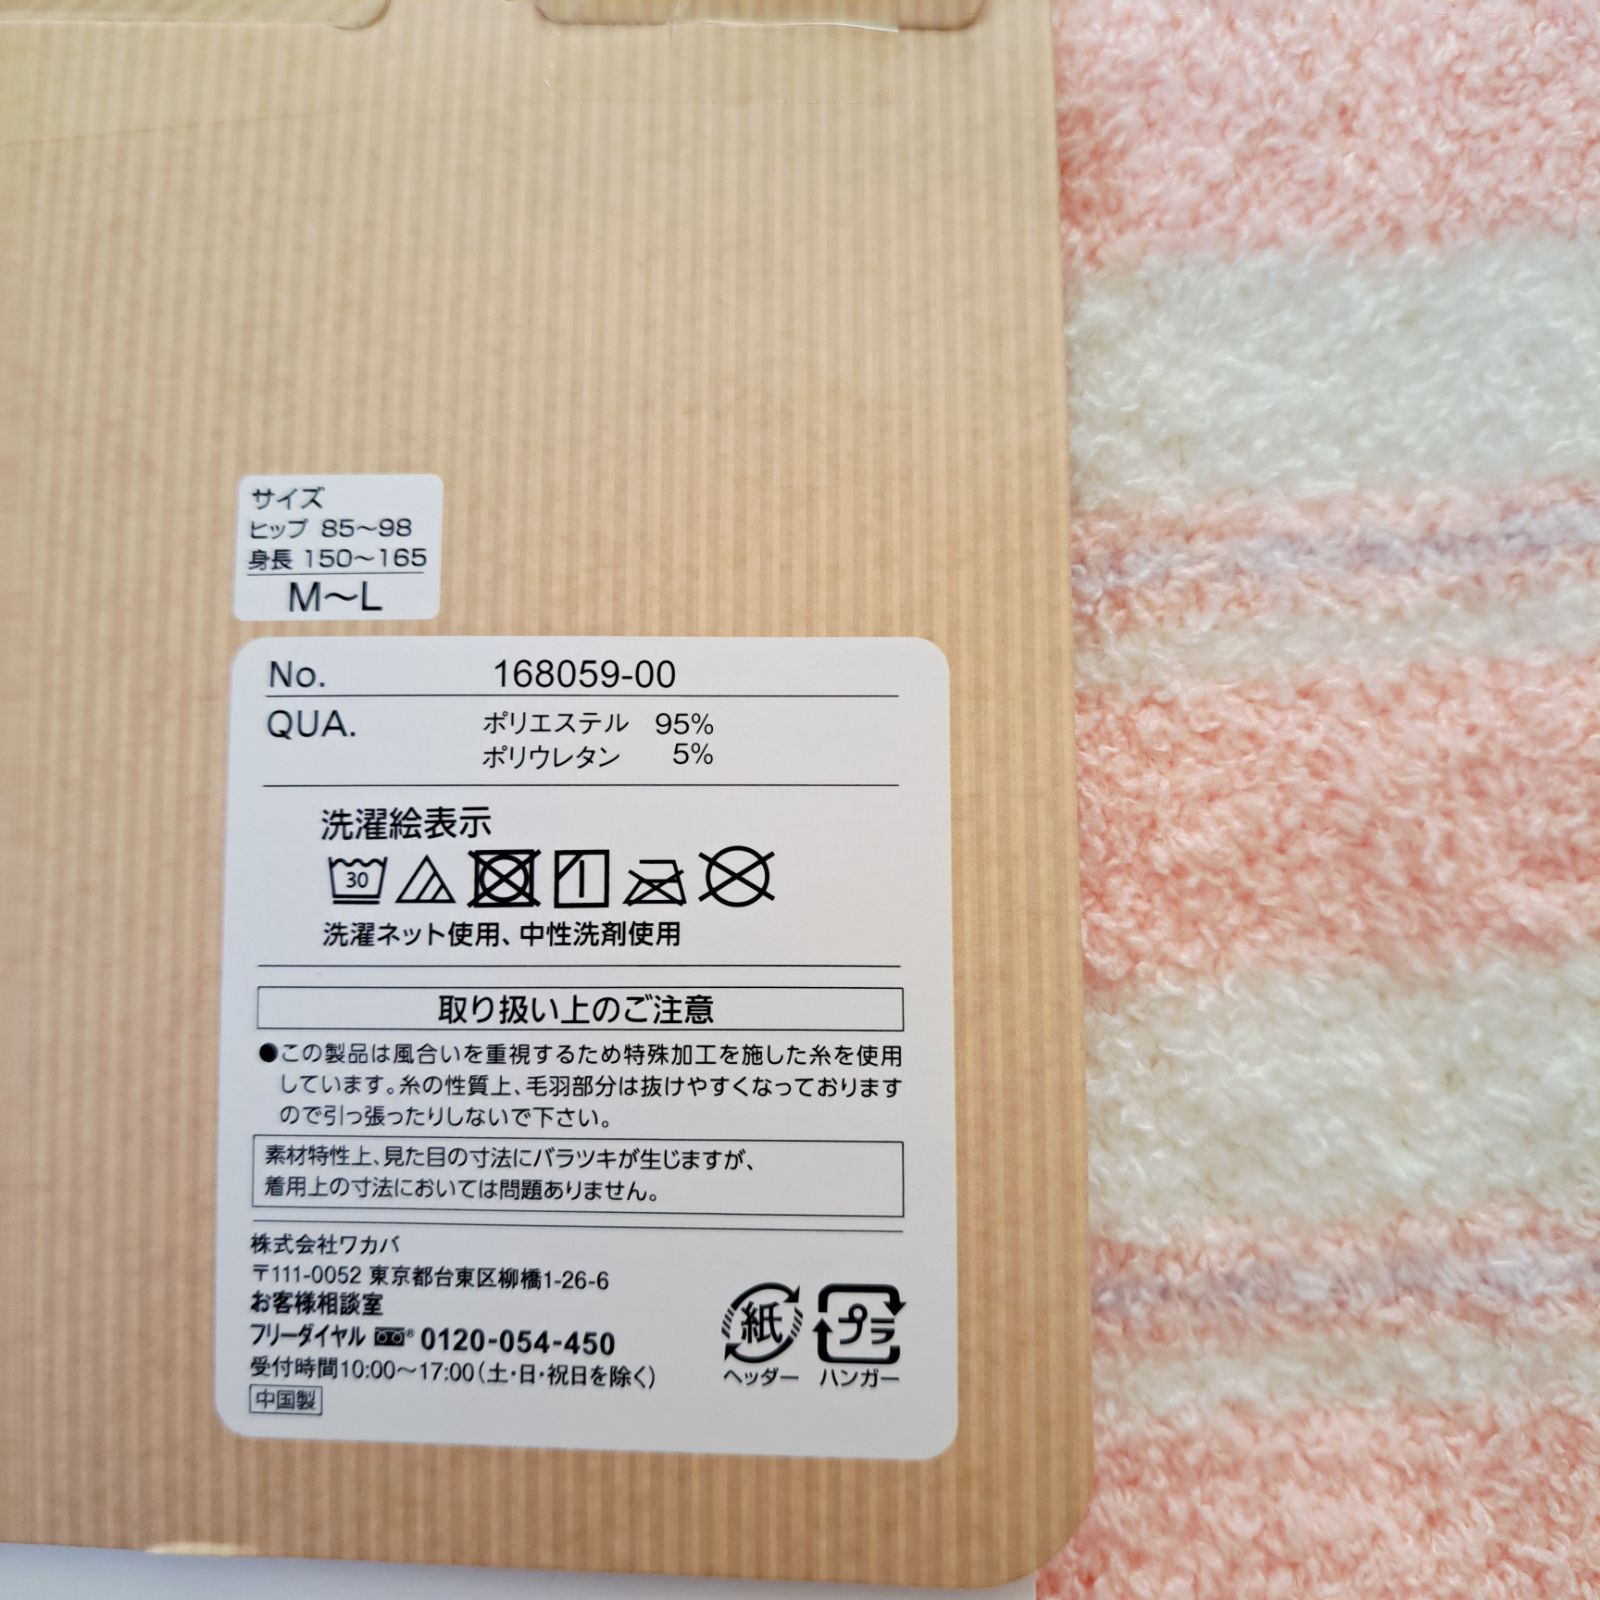 サイズ
ヒップ 85〜98
身長 150〜165
M〜L
No. 168059-00
QUA. ポリエステル 95%
ポリウレタン 5%
洗濯絵表示
30
洗濯ネット使用、中性洗剤使用
取り扱い上のご注意
●この製品は風合いを重視するため特殊加工を施した糸を使用
しています。糸の性質上、毛羽部分は抜けやすくなっております
ので引っ張ったりしないで下さい。
素材特性上、見た目の寸法にバラツキが生じますが、
着用上の寸法においては問題ありません。
株式会社ワカバ
〒111-0052 東京都台東区柳橋1-26-6
お客様相談室
フリーダイヤル 0120-054-450
受付時間10:00〜17:00(土・日・祝日を除く)
中国製
紙 プラ
ヘッダー ハンガー